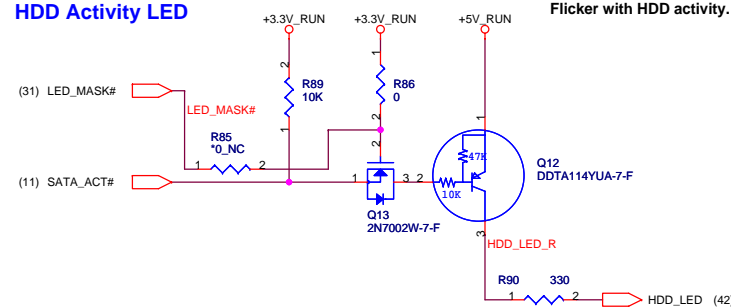 HDD Activity LED
Flicker with HDD activity.
+3.3V_RUN
+3.3V_RUN
+5V_RUN
2
R89
10K
1
1
R86
0
2
(31) LED_MASK#
LED_MASK#
R85
*0_NC
1
2
(11) SATA_ACT#
2
1
3
2
Q13
2N7002W-7-F
1
47K
10K
Q12
DDTA114YUA-7-F
3
HDD_LED_R
R90
330
1
2
HDD_LED (42)